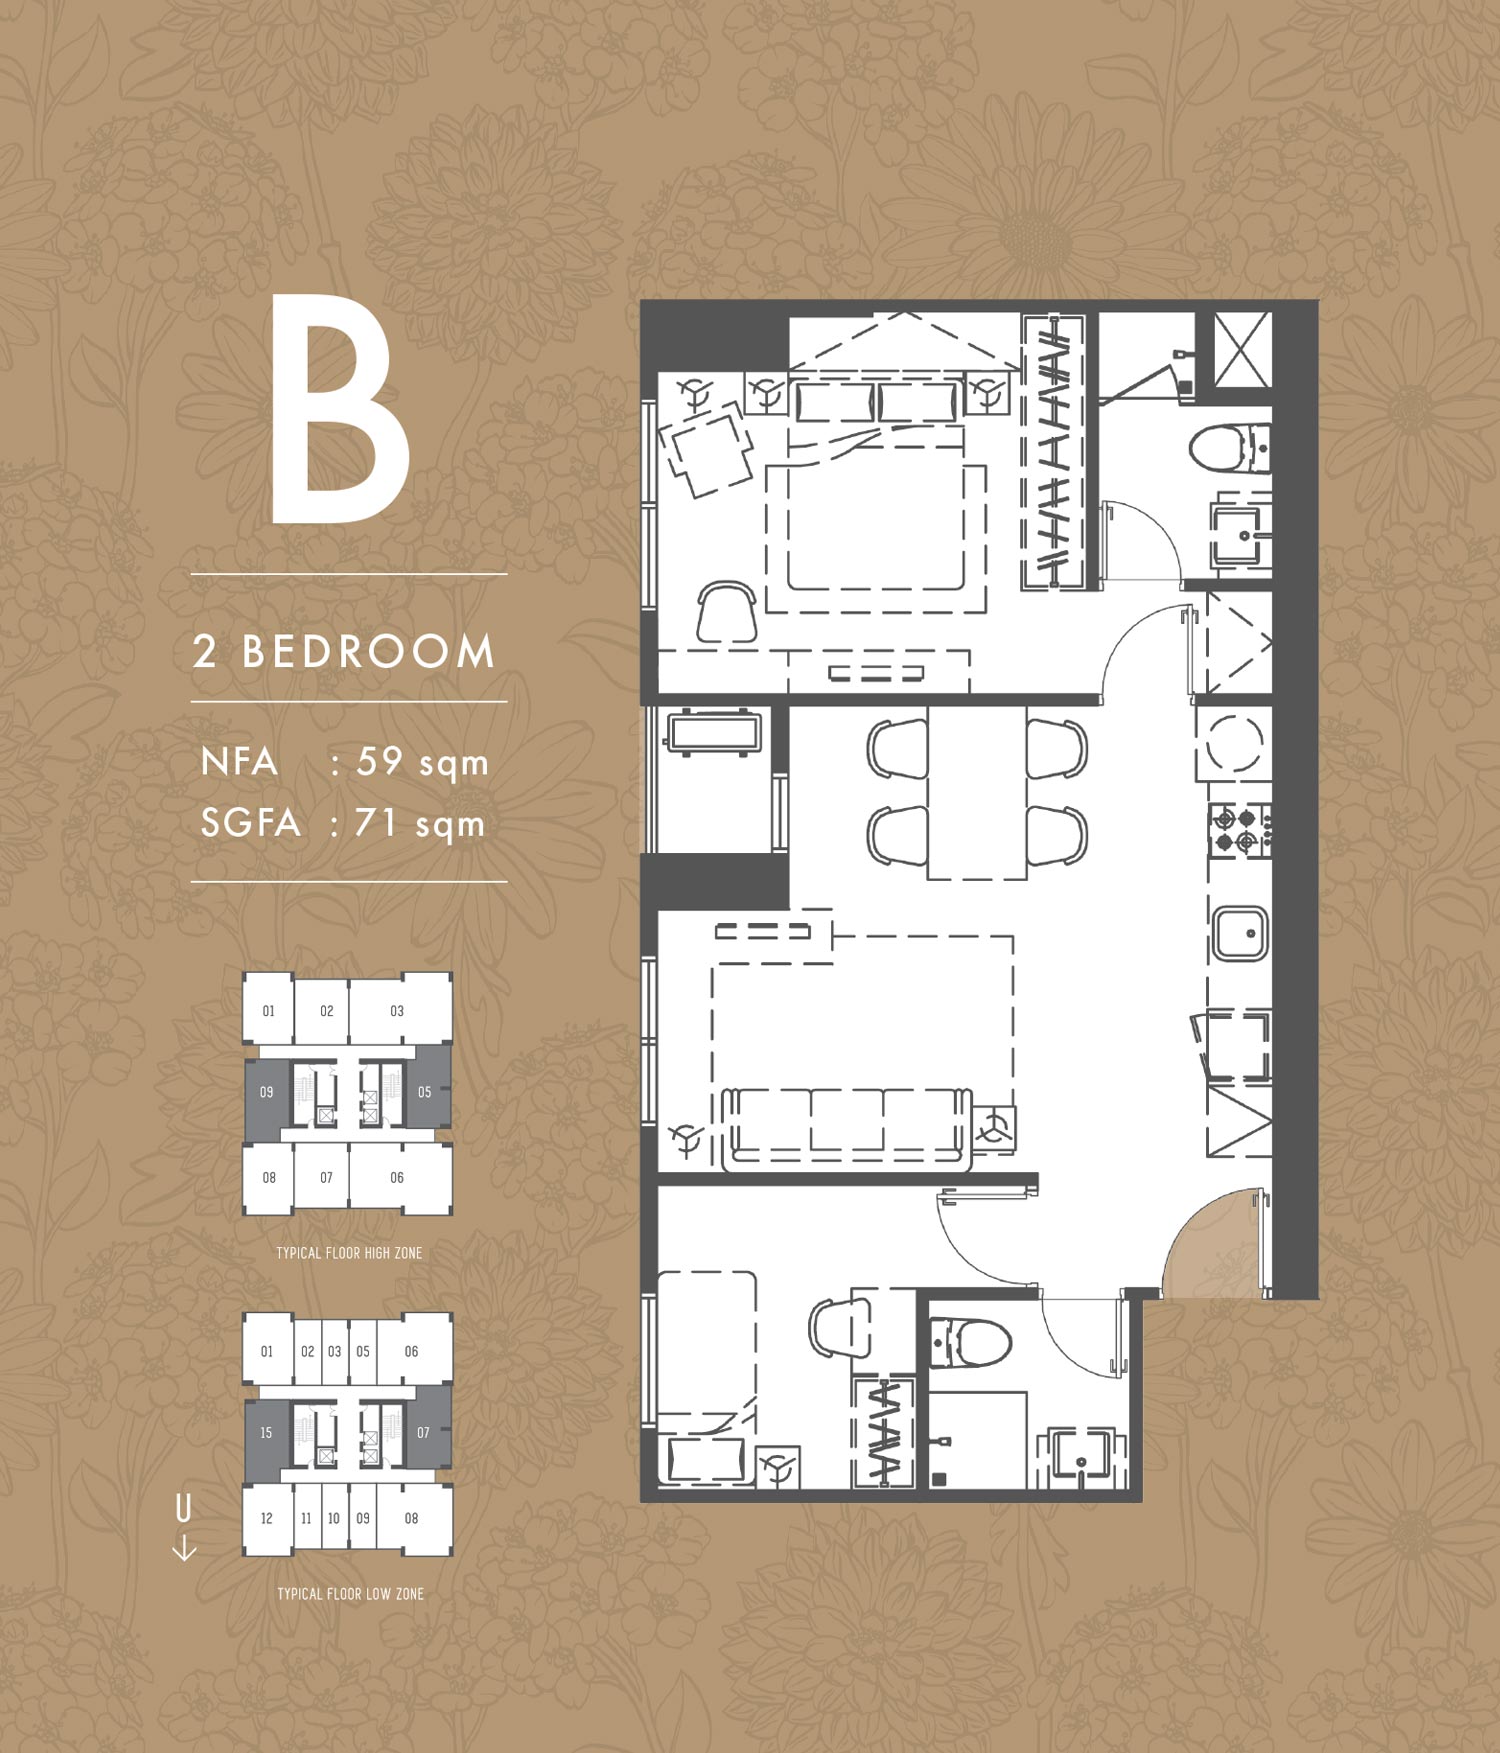 B
2 BEDROOM
NFA : 59 sqm
SGFA : 71 sqm
01 02 03
09 05
08 07 06
TYPICAL FLOOR HIGH ZONE
01 02 03 05 06
15 07
12 11 10 09 08
U
TYPICAL FLOOR LOW ZONE